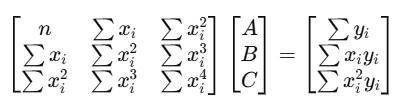 n ∑xᵢ ∑xᵢ² A ∑yᵢ
∑xᵢ ∑xᵢ² ∑xᵢ³ B = ∑xᵢyᵢ
∑xᵢ² ∑xᵢ³ ∑xᵢ⁴ C ∑xᵢ²yᵢ